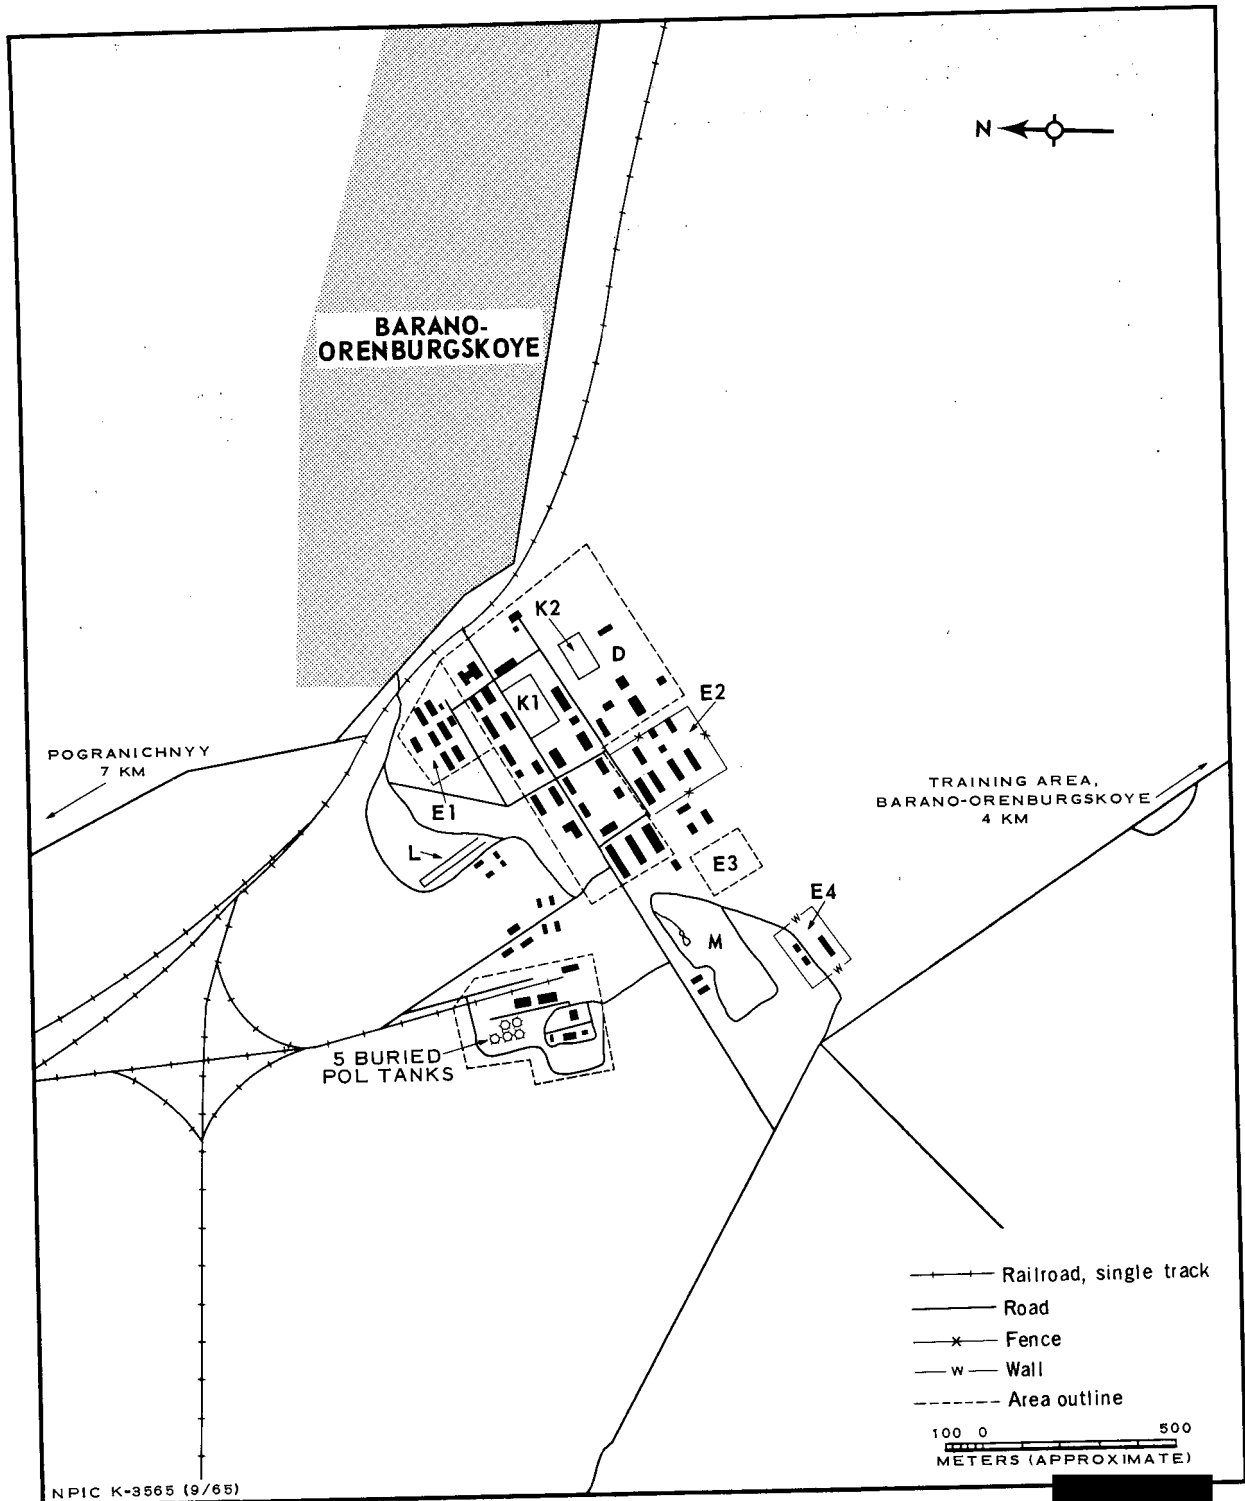 N
BARANO-
ORENBURGSKOYE
K2
D
E2
K1
POGRANICHNYY
7 KM
TRAINING AREA,
BARANO-ORENBURGSKOYE
4 KM
E1
L
E3
E4
W
M
W
5 BURIED
POL TANKS
Railroad, single track
Road
Fence
W Wall
Area outline
100 0 500
METERS (APPROXIMATE)
NPIC K-3565 (9/65)